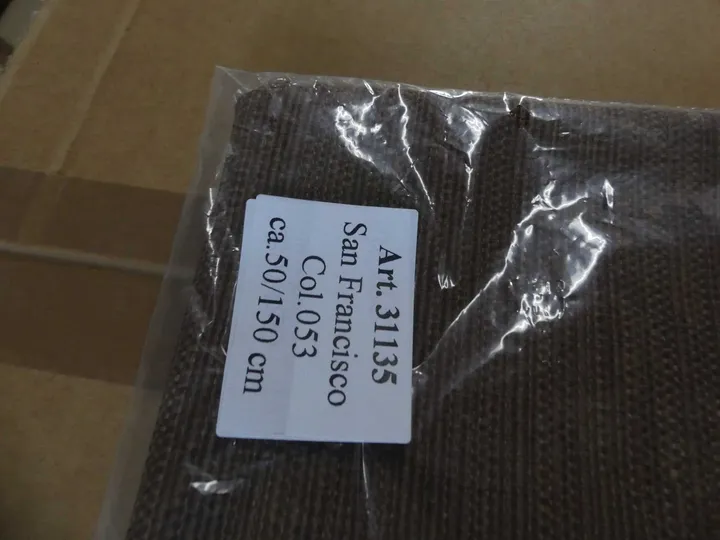 Art. 31135
San Francisco
Col.053
ca.50/150 cm